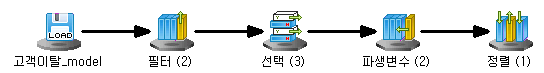 LOAD
고객이탈_model
필터 (2)
선택 (3)
파생변수 (2)
정렬 (1)